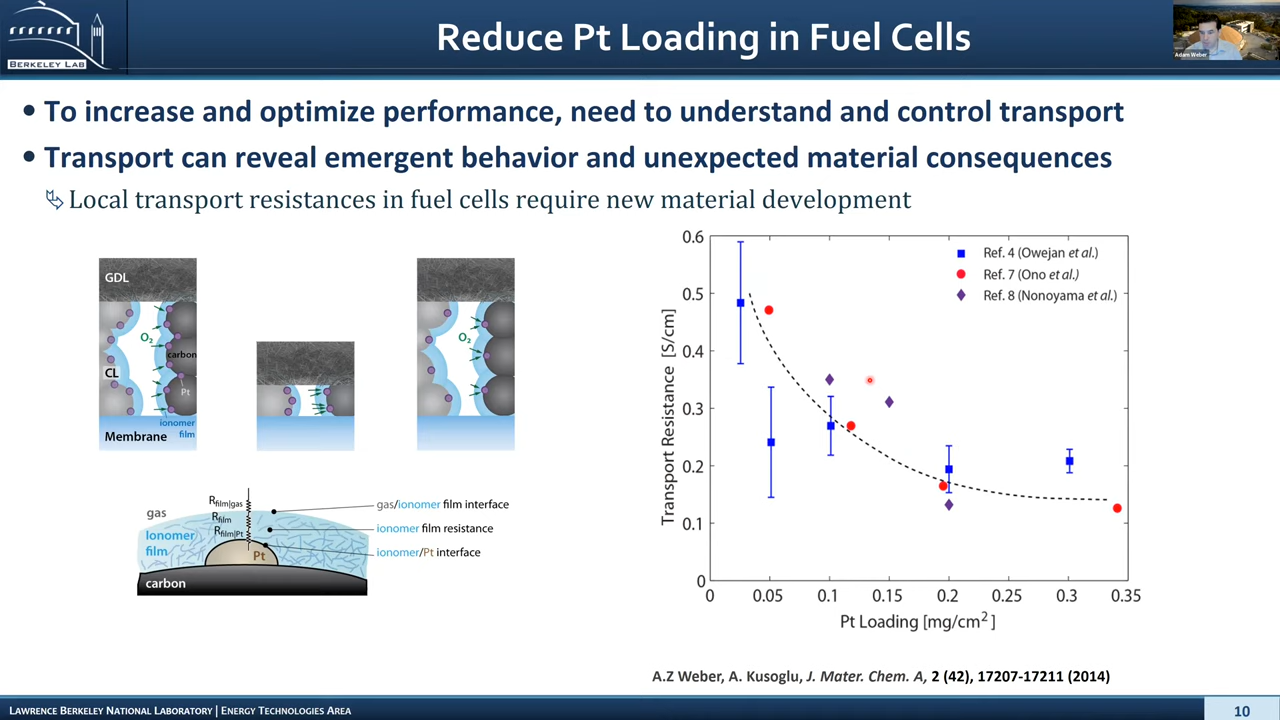 BERKELEY LAB
Reduce Pt Loading in Fuel Cells
Adam Weber
• To increase and optimize performance, need to understand and control transport
• Transport can reveal emergent behavior and unexpected material consequences
Local transport resistances in fuel cells require new material development
GDL
O₂
carbon
CL
Pt
ionomer
film
Membrane
O₂
gas
Ionomer
film
R film|gas
R film
R film|Pt
Pt
carbon
gas/ionomer film interface
ionomer film resistance
ionomer/Pt interface
Transport Resistance [S/cm]
0.6
0.5
0.4
0.3
0.2
0.1
0
Ref. 4 (Owejan et al.)
Ref. 7 (Ono et al.)
Ref. 8 (Nonoyama et al.)
0 0.05 0.1 0.15 0.2 0.25 0.3 0.35
Pt Loading [mg/cm²]
A.Z Weber, A. Kusoglu, J. Mater. Chem. A, 2 (42), 17207-17211 (2014)
LAWRENCE BERKELEY NATIONAL LABORATORY | ENERGY TECHNOLOGIES AREA
10